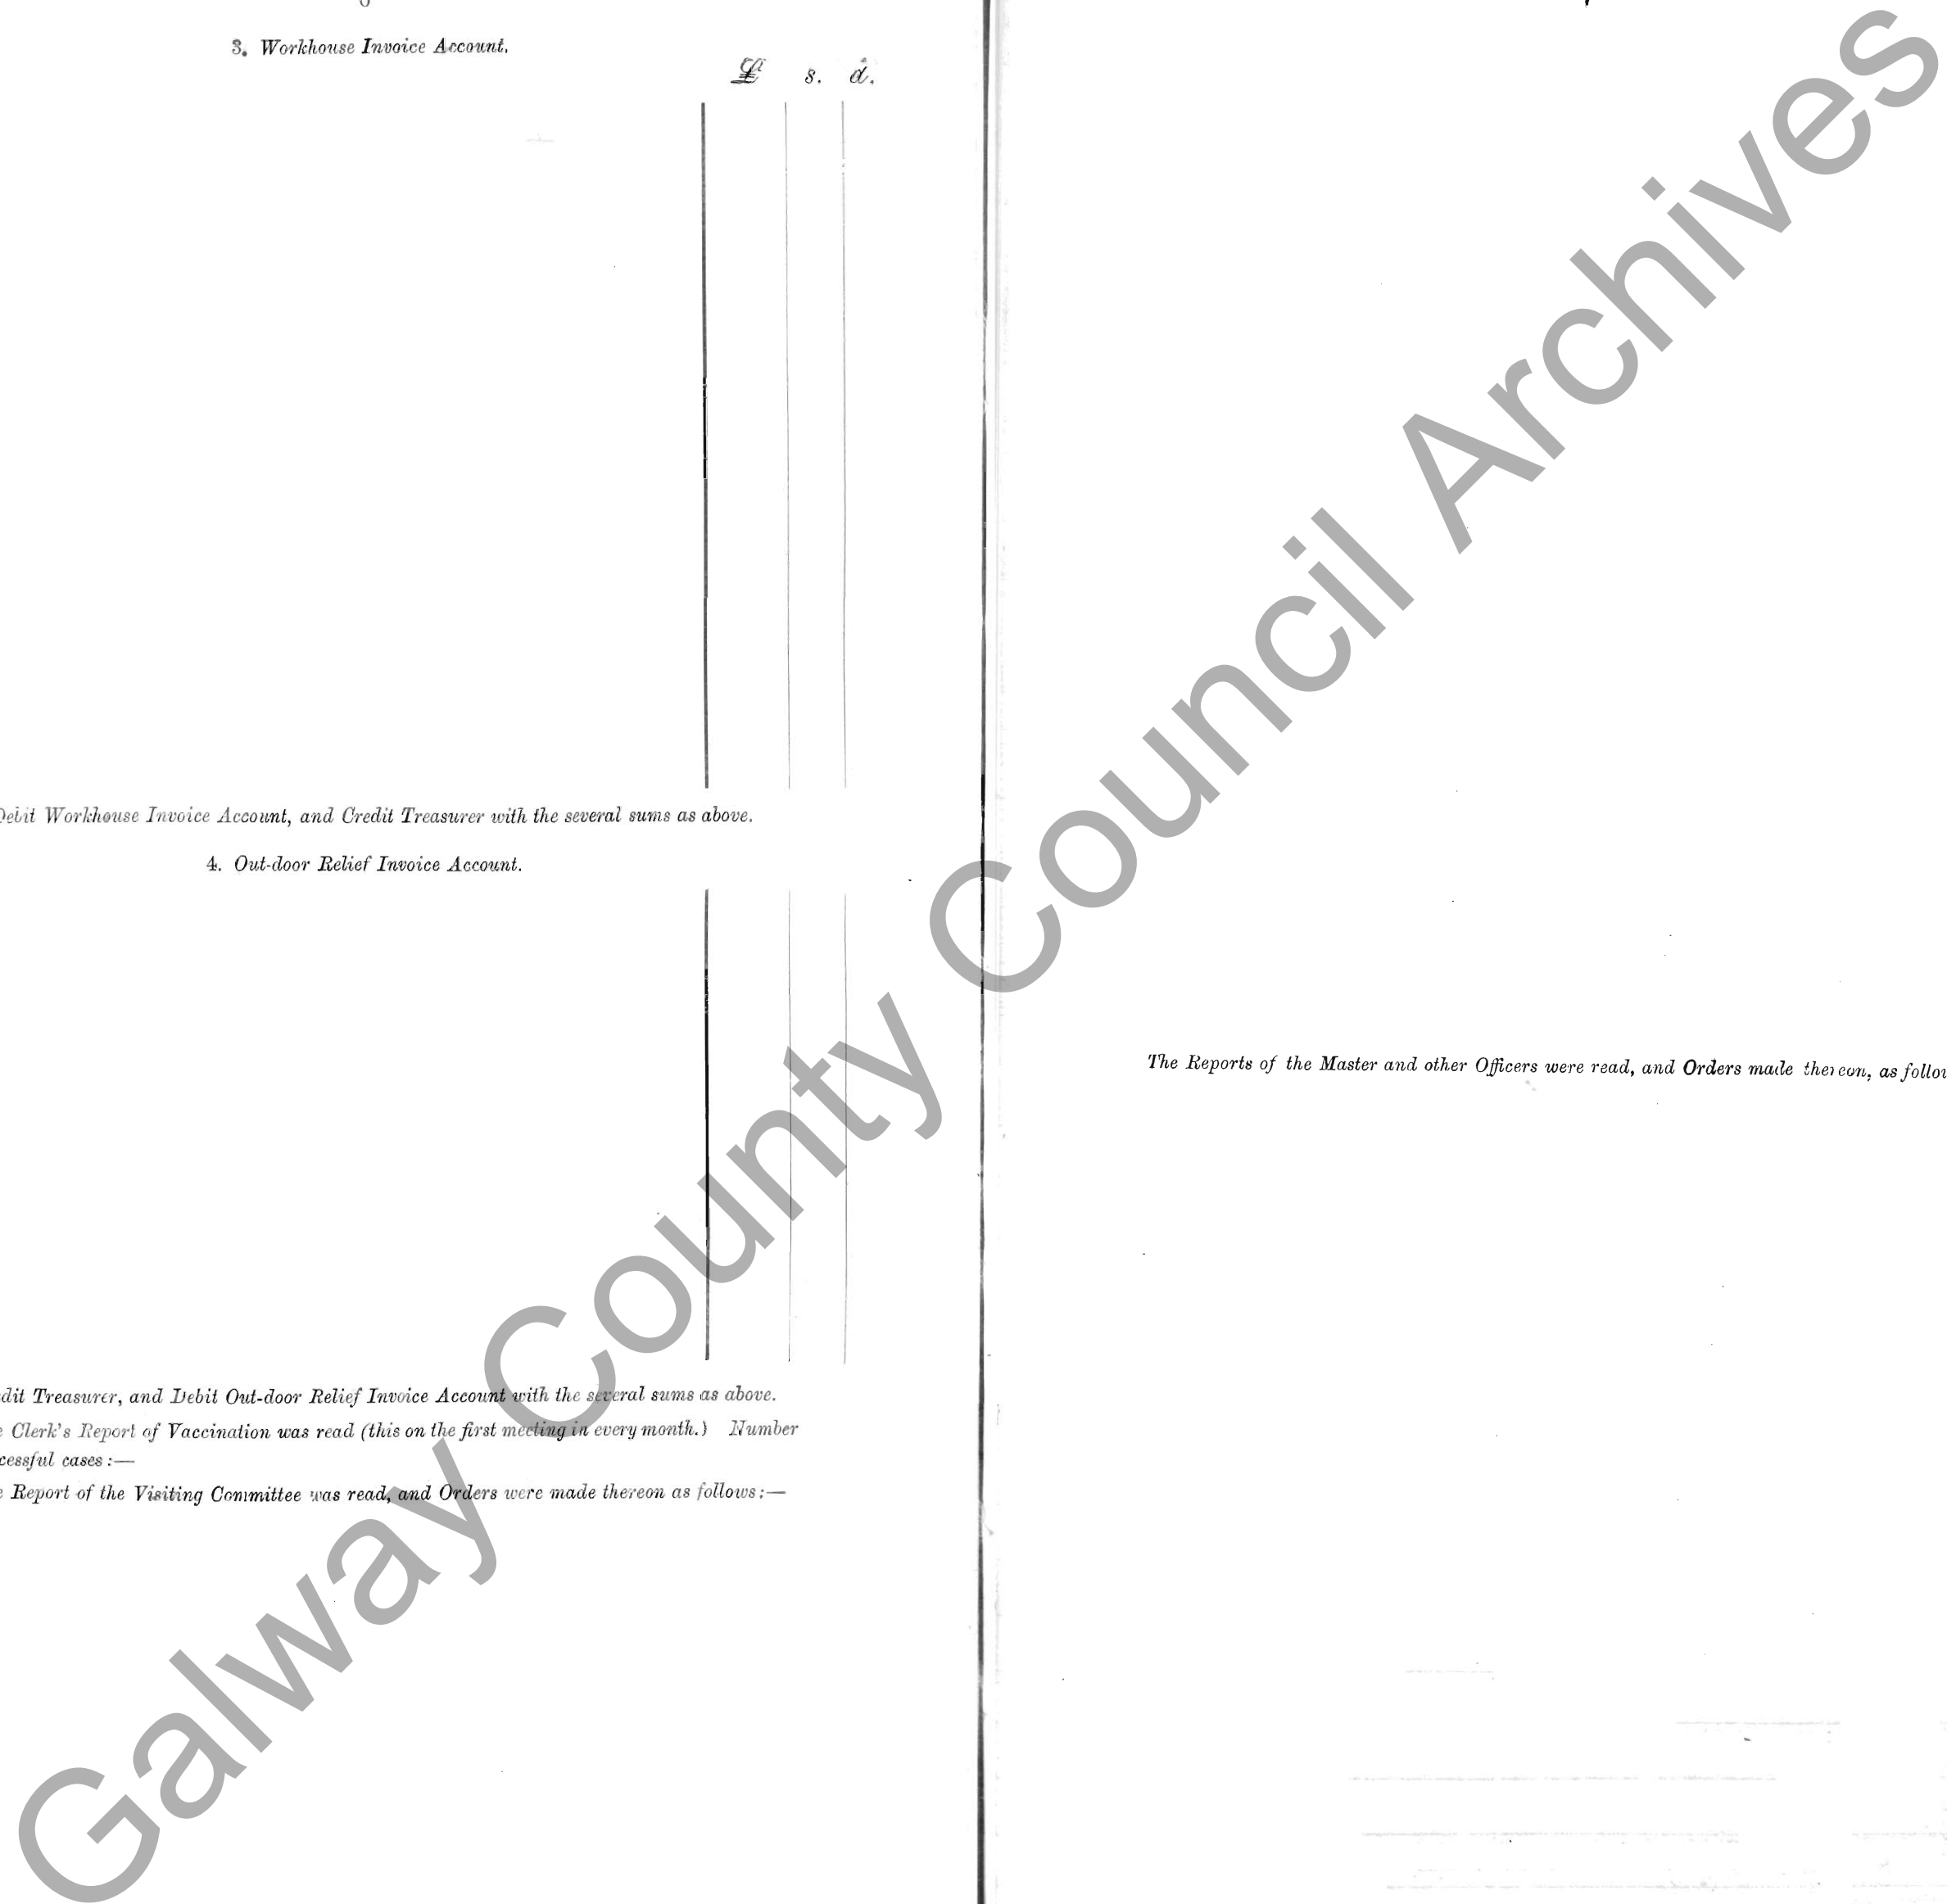 3. Workhouse Invoice Account.
£ s. d.
Debit Workhouse Invoice Account, and Credit Treasurer with the several sums as above.
4. Out-door Relief Invoice Account.
dit Treasurer, and Debit Out-door Relief Invoice Account with the several sums as above.
e Clerk's Report of Vaccination was read (this on the first meeting in every month.) Number
cessful cases :—
e Report of the Visiting Committee was read, and Orders were made thereon as follows :—
The Reports of the Master and other Officers were read, and Orders made thereon, as follo
Galway County Council Archives